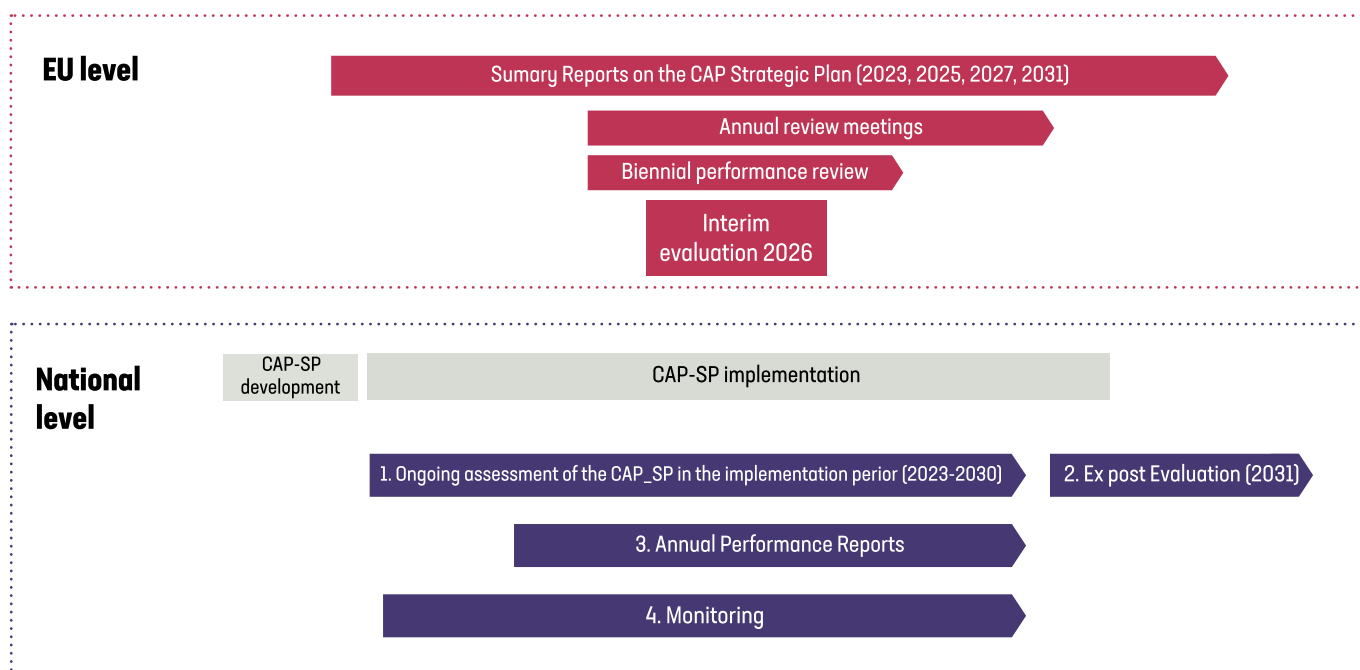 EU level
Sumary Reports on the CAP Strategic Plan (2023, 2025, 2027, 2031)
Annual review meetings
Biennial performance review
Interim
evaluation 2026
National
level
CAP-SP
development
CAP-SP implementation
1. Ongoing assessment of the CAP_SP in the implementation perior (2023-2030)
2. Ex post Evaluation (2031)
3. Annual Performance Reports
4. Monitoring